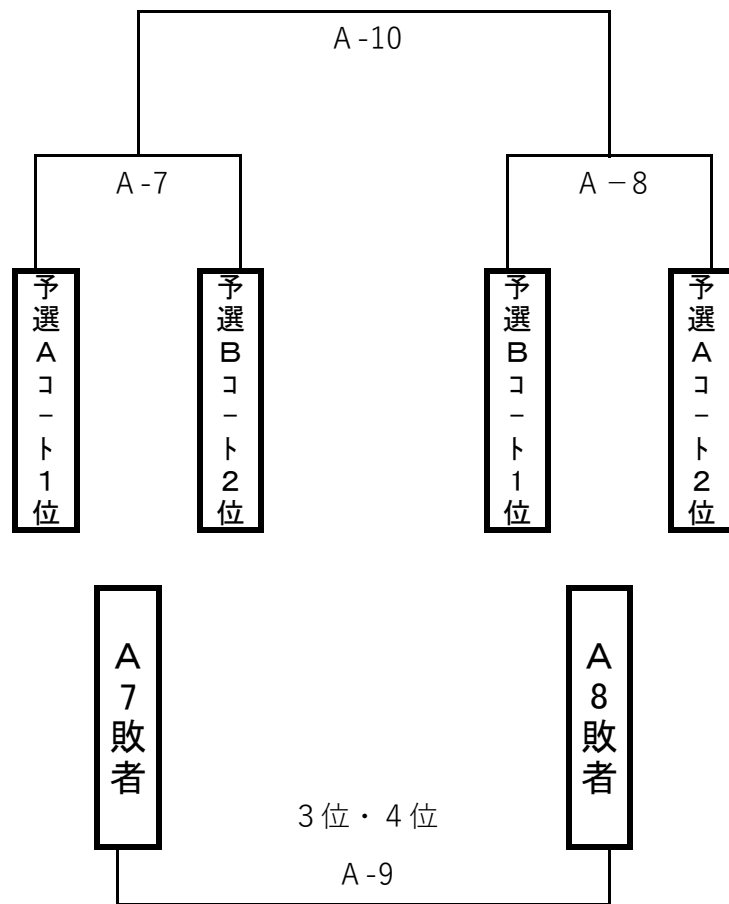 A-10
A-7
A－8
予選Aコート1位
予選Bコート2位
予選Bコート1位
予選Aコート2位
A7敗者
A8敗者
3位・4位
A-9